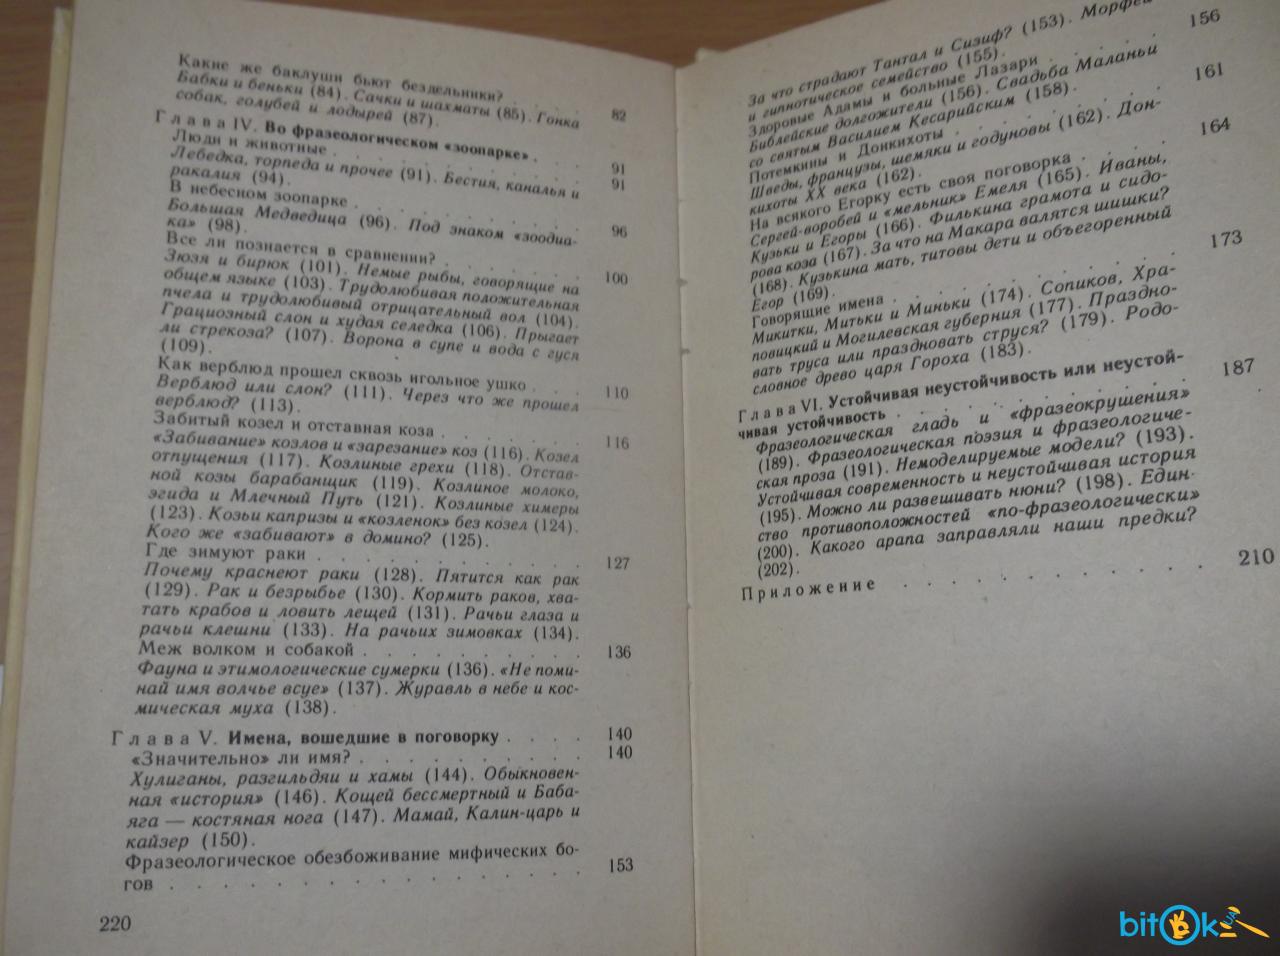 Какие же баклуши бьют бездельники? . . . . 82
Бабки и беньки (84). Сачки и шахматы (85). Гонка
собак, голубей и лодырей (87).
Глава IV. Во фразеологическом «зоопарке» . . . 91
Люди и животные . . . . . . . . . 91
Лебедка, торпеда и прочее (91). Бестия, каналья и
ракалия (94).
В небесном зоопарке . . . . . . . . 96
Большая Медведица (96). Под знаком «зоодиа-
ка» (98).
Все ли познается в сравнении? . . . . . . 100
Зюзя и бирюк (101). Немые рыбы, говорящие на
общем языке (103). Трудолюбивая положительная
пчела и трудолюбивый отрицательный вол (104).
Грациозный слон и худая селедка (106). Прыгает
ли стрекоза? (107). Ворона в супе и вода с гуся
(109).
Как верблюд прошел сквозь игольное ушко . . . 110
Верблюд или слон? (111). Через что же прошел
верблюд? (113).
Забитый козел и отставная коза . . . . . . 116
«Забивание» козлов и «зарезание» коз (116). Козел
отпущения (117). Козлиные грехи (118). Отстав-
ной козы барабанщик (119). Козлиное молоко,
эгида и Млечный Путь (121). Козлиные химеры
(123). Козьи капризы и «козленок» без козел (124).
Кого же «забивают» в домино? (125).
Где зимуют раки . . . . . . . . . . 127
Почему краснеют раки (128). Пятится как рак
(129). Рак и безрыбье (130). Кормить раков, хва-
тать крабов и ловить лещей (131). Рачьи глаза и
рачьи клешни (133). На рачьих зимовках (134).
Меж волком и собакой . . . . . . . . . 136
Фауна и этимологические сумерки (136). «Не поми-
най имя волчье всуе» (137). Журавль в небе и кос-
мическая муха (138).
Глава V. Имена, вошедшие в поговорку . . . . 140
«Значительно» ли имя? . . . . . . . . . 140
Хулиганы, разгильдяи и хамы (144). Обыкновен-
ная «история» (146). Кощей бессмертный и Баба-
яга — костяная нога (147). Мамай, Калин-царь и
кайзер (150).
Фразеологическое обезбоживание мифических бо-
гов . . . . . . . . . . . . . . . . 153
220
За что страдают Тантал и Сизиф? (153). Морфей
и гипнотическое семейство (155).
Здоровые Адамы и больные Лазари . . . . 156
Библейские долгожители (156). Свадьба Маланьи
со святым Василием Кесарийским (158).
Потемкины и Донкихоты . . . . . . . 161
Шведы, французы, шемяки и годуновы (162). Дон-
кихоты XX века (162).
На всякого Егорку есть своя поговорка . . . 164
Сергей-воробей и «мельник» Емеля (165). Иваны,
Кузьки и Егоры (166). Филькина грамота и сидо-
рова коза (167). За что на Макара валятся шишки?
(168). Кузькина мать, титовы дети и объегоренный
Егор (169).
Говорящие имена . . . . . . . . . 173
Микитки, Митьки и Миньки (174). Сопиков, Хра-
повицкий и Могилевская губерния (177). Праздно-
вать труса или праздновать струся? (179). Родо-
словное древо царя Гороха (183).
Глава VI. Устойчивая неустойчивость или неустой-
чивая устойчивость . . . . . . . . . 187
Фразеологическая гладь и «фразеокрушения»
(189). Фразеологическая поэзия и фразеологиче-
ская проза (191). Немоделируемые модели? (193).
Устойчивая современность и неустойчивая история
(195). Можно ли развешивать нюни? (198). Един-
ство противоположностей «по-фразеологически»
(200). Какого арапа заправляли наши предки?
(202).
Приложение . . . . . . . . . . . 210
bitOk
UA